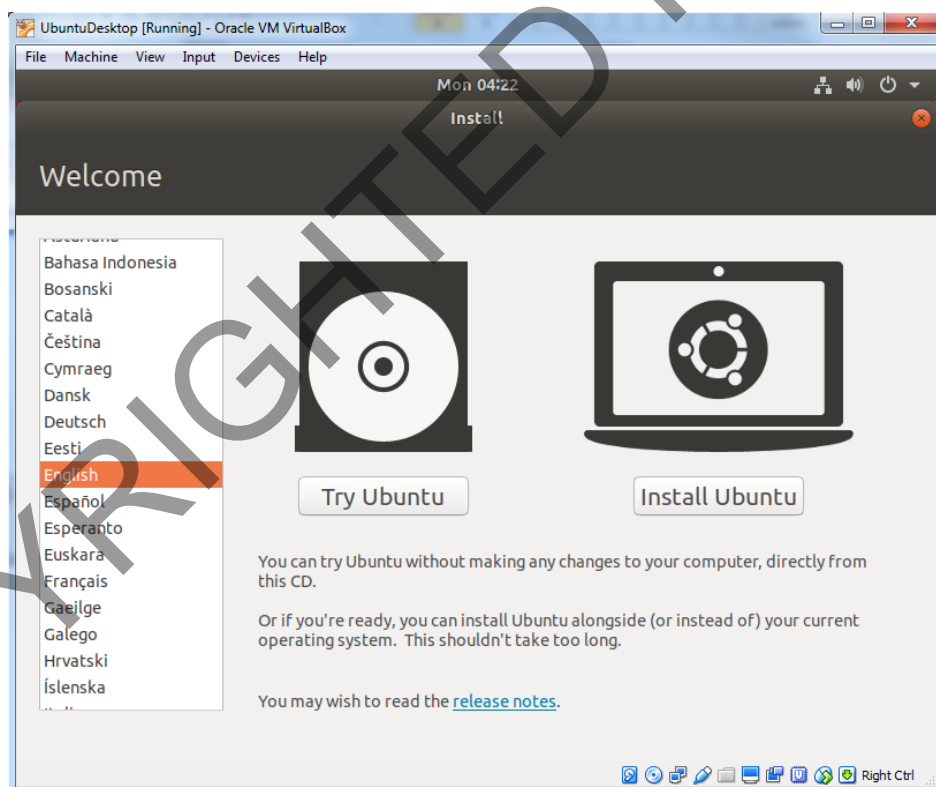 UbuntuDesktop [Running] - Oracle VM VirtualBox
File Machine View Input Devices Help
Mon 04:22
Install
Welcome
Bahasa Indonesia
Bosanski
Català
Čeština
Cymraeg
Dansk
Deutsch
Eesti
English
Español
Esperanto
Euskara
Français
Gaeilge
Galego
Hrvatski
Íslenska
Try Ubuntu
Install Ubuntu
You can try Ubuntu without making any changes to your computer, directly from
this CD.
Or if you're ready, you can install Ubuntu alongside (or instead of) your current
operating system. This shouldn't take too long.
You may wish to read the release notes.
Right Ctrl
YRIGHTED